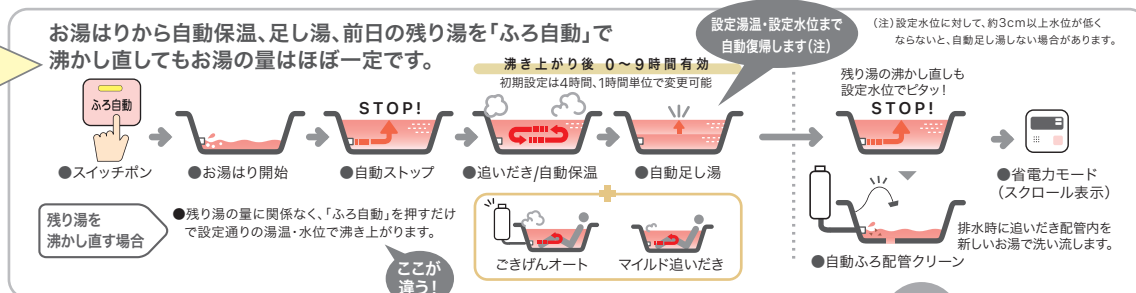 お湯はりから自動保温、足し湯、前日の残り湯を「ふろ自動」で
沸かし直してもお湯の量はほぼ一定です。
設定湯温・設定水位まで
自動復帰します(注)
(注)設定水位に対して、約3cm以上水位が低く
ならないと、自動足し湯しない場合があります。
沸き上がり後 0〜9時間有効
初期設定は4時間、1時間単位で変更可能
残り湯の沸かし直しも
設定水位でピタッ!
ふろ自動
STOP!
STOP!
●スイッチポン
●お湯はり開始
●自動ストップ
●追いだき/自動保温
●自動足し湯
●省電力モード
(スクロール表示)
残り湯を
沸かし直す場合
●残り湯の量に関係なく、「ふろ自動」を押すだけ
で設定通りの湯温・水位で沸き上がります。
ここが
違う!
ごきげんオート
マイルド追いだき
排水時に追いだき配管内を
新しいお湯で洗い流します。
●自動ふろ配管クリーン